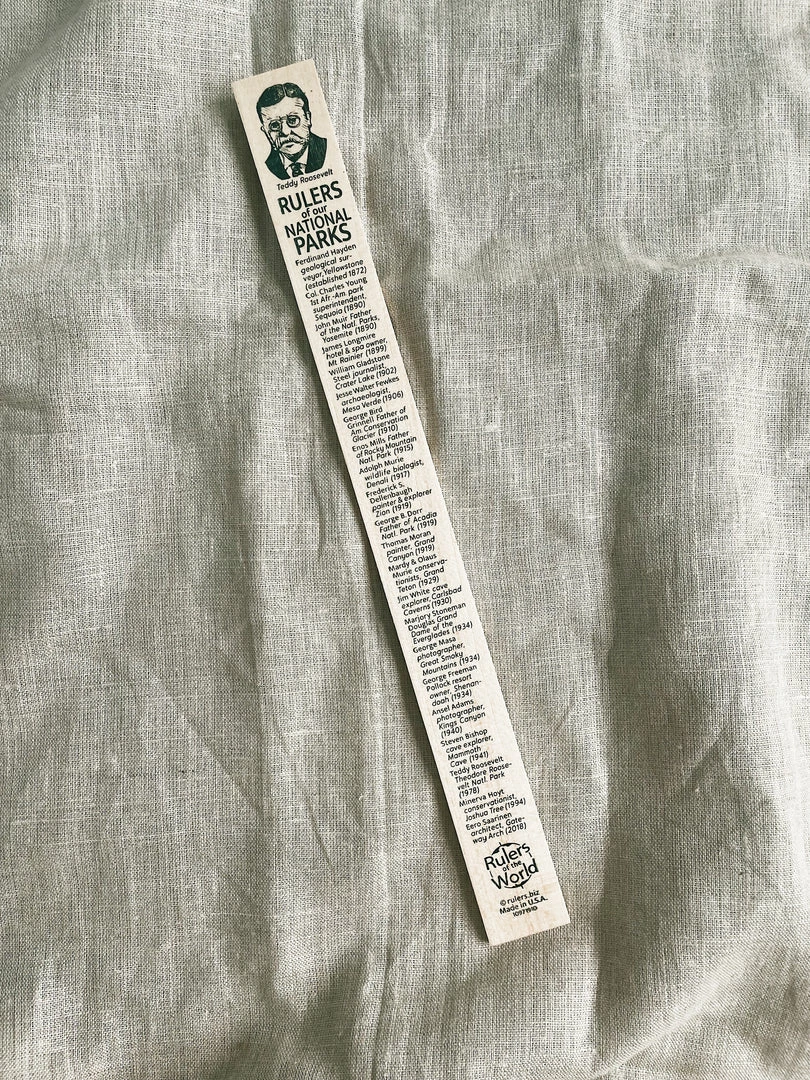 Teddy Roosevelt
RULERS
of our
NATIONAL
PARKS
Ferdinand Hayden
geological sur-
veyor, Yellowstone
(established 1872)
Col. Charles Young
1st Afr.-Am. park
superintendent,
Sequoia (1890)
John Muir Father
of the Natl. Parks,
Yosemite (1890)
James Longmire
hotel & spa owner,
Mt. Rainier (1899)
William Gladstone
Steel journalist,
Crater Lake (1902)
Jesse Walter Fewkes
archaeologist,
Mesa Verde (1906)
George Bird
Grinnell Father of
Am Conservation
Glacier (1910)
Enos Mills Father
of Rocky Mountain
Natl. Park (1915)
Adolph Murie
wildlife biologist,
Denali (1917)
Frederick S.
Dellenbaugh
painter & explorer
Zion (1919)
George B. Dorr
Father of Acadia
Natl. Park (1919)
Thomas Moran
painter, Grand
Canyon (1919)
Mardy & Olaus
Murie conserva-
tionists, Grand
Teton (1929)
Jim White cave
explorer, Carlsbad
Caverns (1930)
Marjory Stoneman
Douglas Grand
Dame of the
Everglades (1934)
George Masa
photographer,
Great Smoky
Mountains (1934)
George Freeman
Pollock resort
owner, Shenan-
doah (1934)
Ansel Adams
photographer,
Kings Canyon
(1940)
Steven Bishop
cave explorer,
Mammoth
Cave (1941)
Teddy Roosevelt
Theodore Roose-
velt Natl. Park
(1978)
Minerva Hoyt
conservationist,
Joshua Tree (1994)
Eero Saarinen
architect, Gate-
way Arch (2018)
Rulers
of the
World
© rulers.biz
Made in U.S.A.